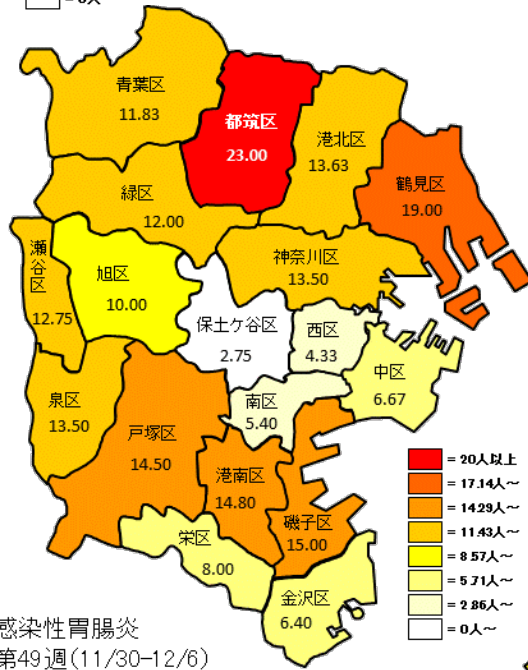 = 0人
青葉区
11.83
都筑区
23.00
港北区
13.63
鶴見区
19.00
緑区
12.00
瀬谷区
12.75
旭区
10.00
神奈川区
13.50
保土ケ谷区
2.75
西区
4.33
中区
6.67
泉区
13.50
戸塚区
14.50
南区
5.40
港南区
14.80
磯子区
15.00
栄区
8.00
金沢区
6.40
= 20人以上
= 17.14人~
= 14.29人~
= 11.43人~
= 8.57人~
= 5.71人~
= 2.86人~
= 0人~
感染性胃腸炎
第49週(11/30-12/6)